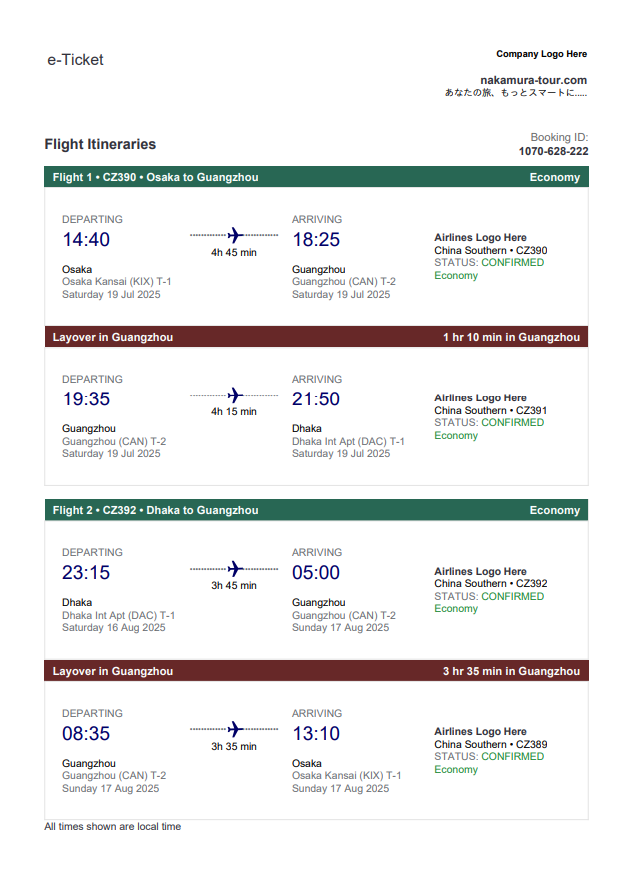 e-Ticket
Company Logo Here
nakamura-tour.com
あなたの旅、もっとスマートに.....
Flight Itineraries
Booking ID:
1070-628-222
Flight 1 • CZ390 • Osaka to Guangzhou Economy
DEPARTING
14:40
Osaka
Osaka Kansai (KIX) T-1
Saturday 19 Jul 2025
4h 45 min
ARRIVING
18:25
Guangzhou
Guangzhou (CAN) T-2
Saturday 19 Jul 2025
Airlines Logo Here
China Southern • CZ390
STATUS: CONFIRMED
Economy
Layover in Guangzhou 1 hr 10 min in Guangzhou
DEPARTING
19:35
Guangzhou
Guangzhou (CAN) T-2
Saturday 19 Jul 2025
4h 15 min
ARRIVING
21:50
Dhaka
Dhaka Int Apt (DAC) T-1
Saturday 19 Jul 2025
Airlines Logo Here
China Southern • CZ391
STATUS: CONFIRMED
Economy
Flight 2 • CZ392 • Dhaka to Guangzhou Economy
DEPARTING
23:15
Dhaka
Dhaka Int Apt (DAC) T-1
Saturday 16 Aug 2025
3h 45 min
ARRIVING
05:00
Guangzhou
Guangzhou (CAN) T-2
Sunday 17 Aug 2025
Airlines Logo Here
China Southern • CZ392
STATUS: CONFIRMED
Economy
Layover in Guangzhou 3 hr 35 min in Guangzhou
DEPARTING
08:35
Guangzhou
Guangzhou (CAN) T-2
Sunday 17 Aug 2025
3h 35 min
ARRIVING
13:10
Osaka
Osaka Kansai (KIX) T-1
Sunday 17 Aug 2025
Airlines Logo Here
China Southern • CZ389
STATUS: CONFIRMED
Economy
All times shown are local time